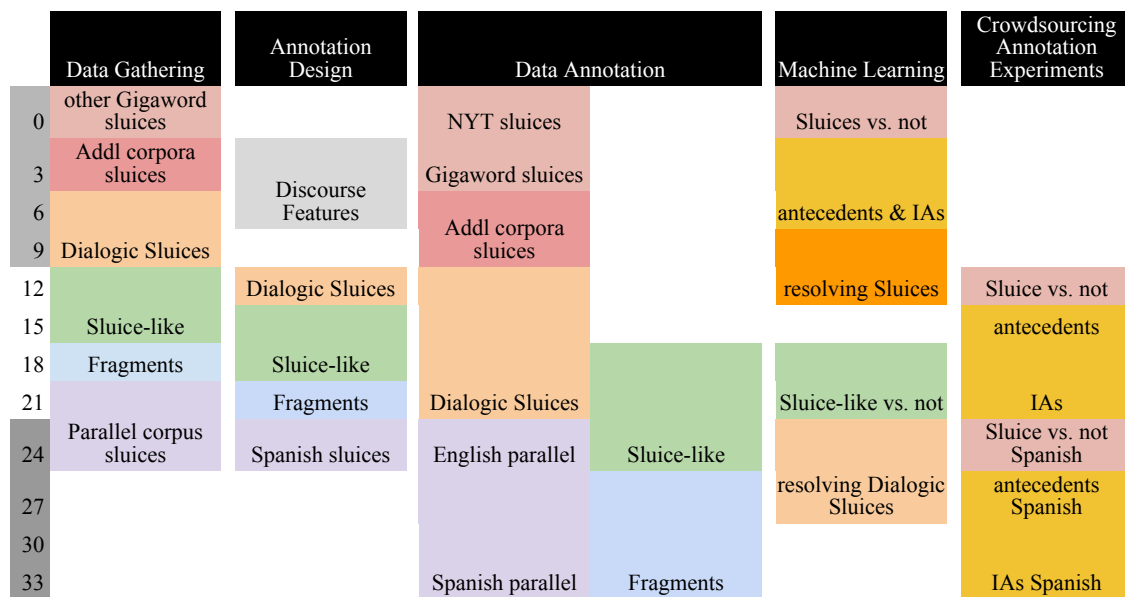 Data Gathering
Annotation
Design
Data Annotation
Machine Learning
Crowdsourcing
Annotation
Experiments
0
other Gigaword
sluices
NYT sluices
Sluices vs. not
3
Addl corpora
sluices
Gigaword sluices
6
Discourse
Features
antecedents & IAs
9
Dialogic Sluices
Addl corpora
sluices
12
Dialogic Sluices
resolving Sluices
Sluice vs. not
15
Sluice-like
antecedents
18
Fragments
Sluice-like
21
Fragments
Dialogic Sluices
Sluice-like vs. not
IAs
24
Parallel corpus
sluices
Spanish sluices
English parallel
Sluice-like
Sluice vs. not
Spanish
27
resolving Dialogic
Sluices
antecedents
Spanish
30
33
Spanish parallel
Fragments
IAs Spanish